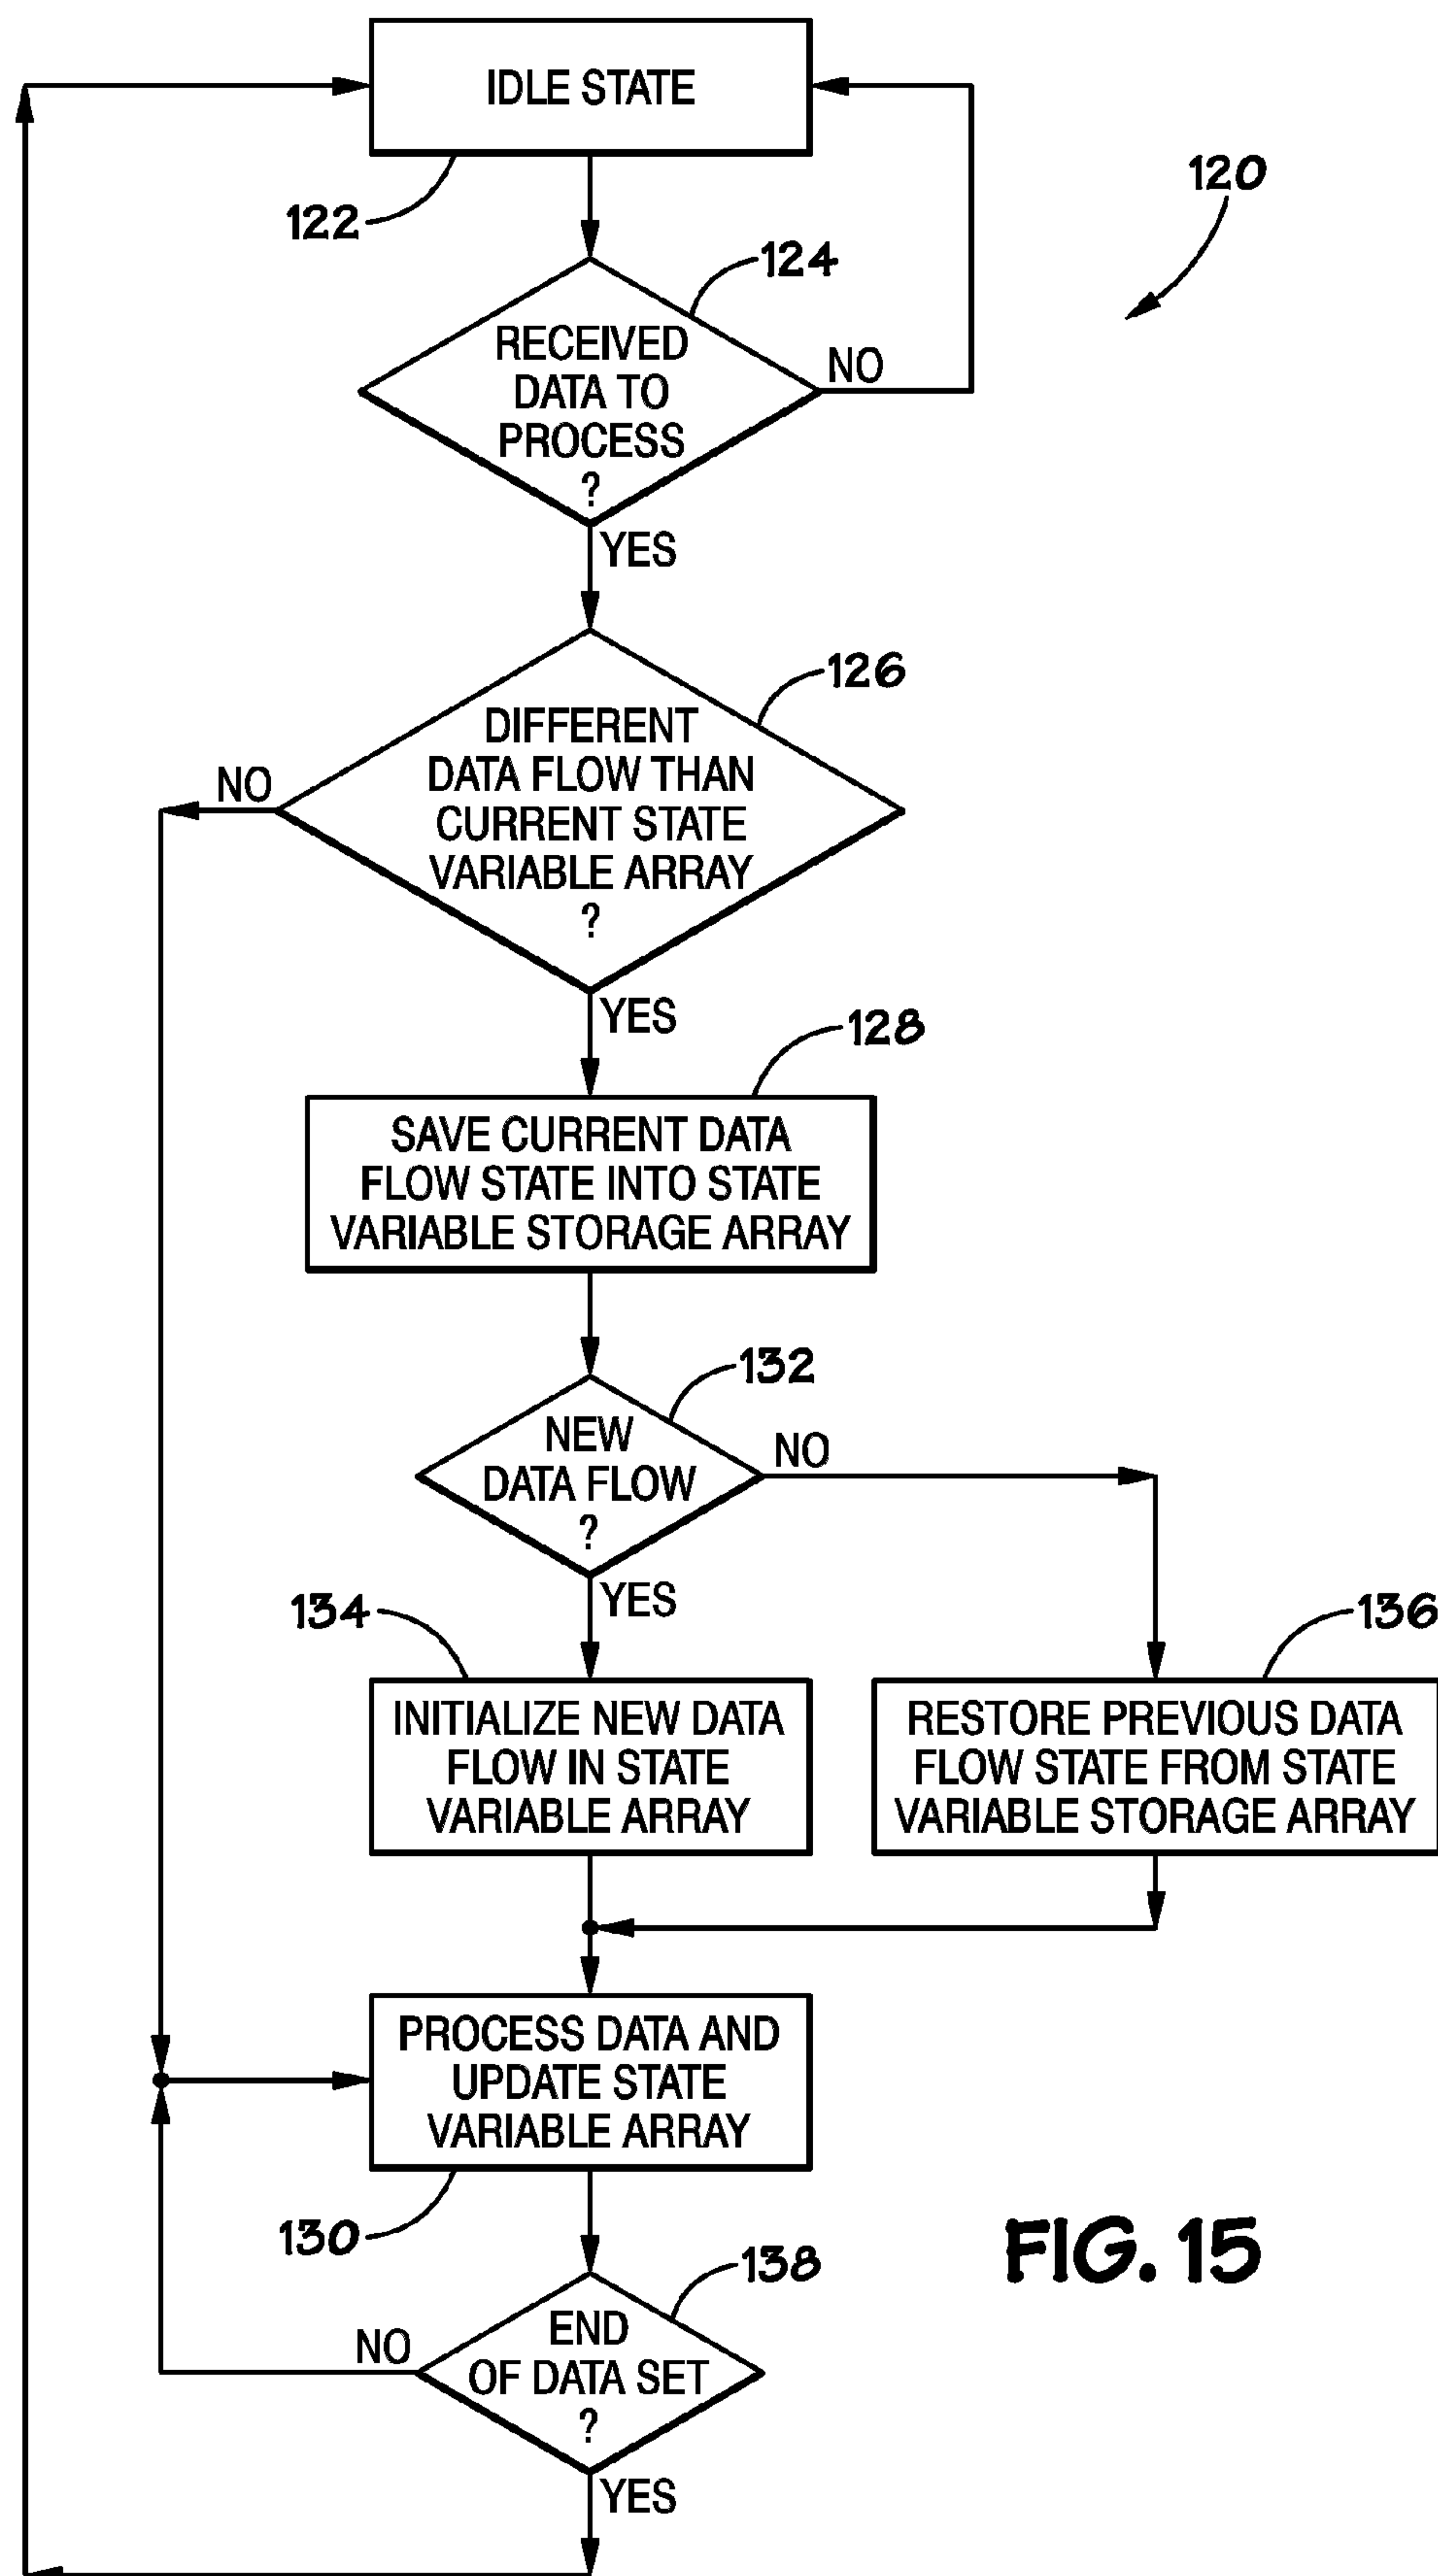 IDLE STATE
122
120
124
RECEIVED
DATA TO
PROCESS
?
NO
YES
126
DIFFERENT
DATA FLOW THAN
CURRENT STATE
VARIABLE ARRAY
?
NO
YES
128
SAVE CURRENT DATA
FLOW STATE INTO STATE
VARIABLE STORAGE ARRAY
132
NEW
DATA FLOW
?
NO
YES
134
INITIALIZE NEW DATA
FLOW IN STATE
VARIABLE ARRAY
136
RESTORE PREVIOUS DATA
FLOW STATE FROM STATE
VARIABLE STORAGE ARRAY
PROCESS DATA AND
UPDATE STATE
VARIABLE ARRAY
130
138
END
OF DATA SET
?
NO
YES
FIG. 15